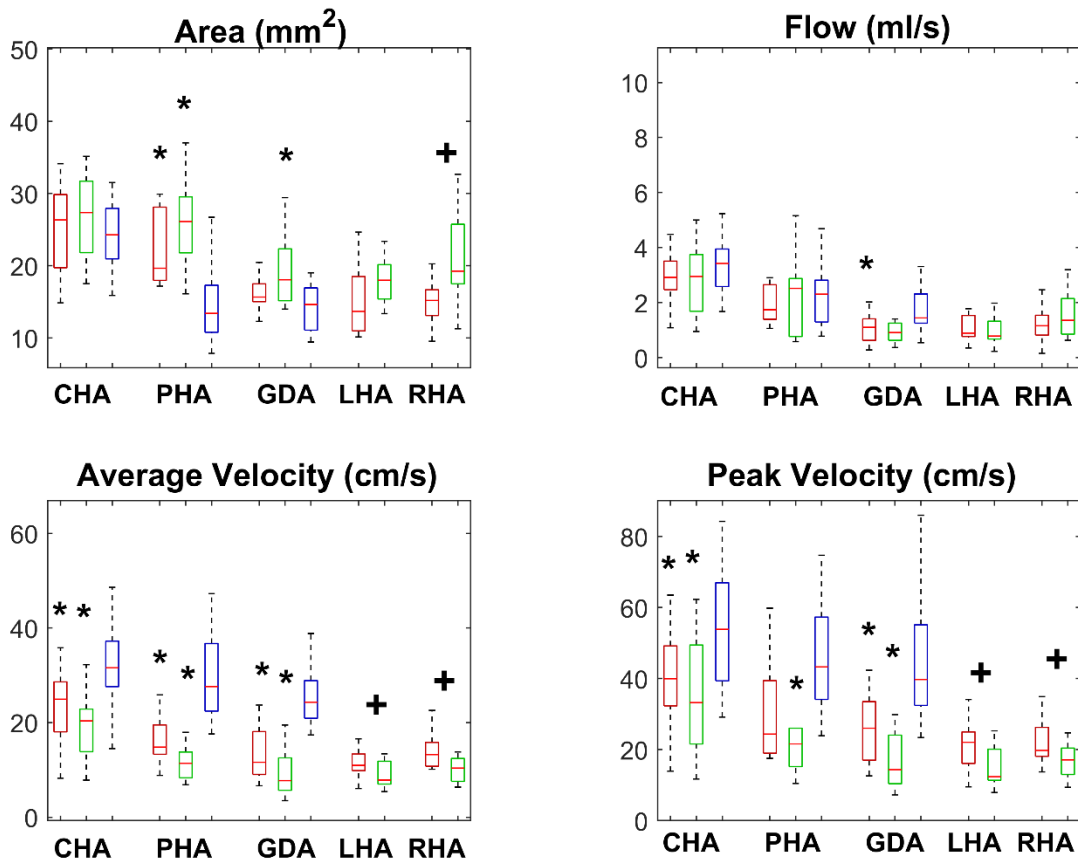 Area (mm²)
50
40
30
20
10
* * * +
CHA PHA GDA LHA RHA
Flow (ml/s)
10
8
6
4
2
0
*
CHA PHA GDA LHA RHA
Average Velocity (cm/s)
60
40
20
0
* * * * * * + +
CHA PHA GDA LHA RHA
Peak Velocity (cm/s)
80
60
40
20
0
* * * * * + +
CHA PHA GDA LHA RHA